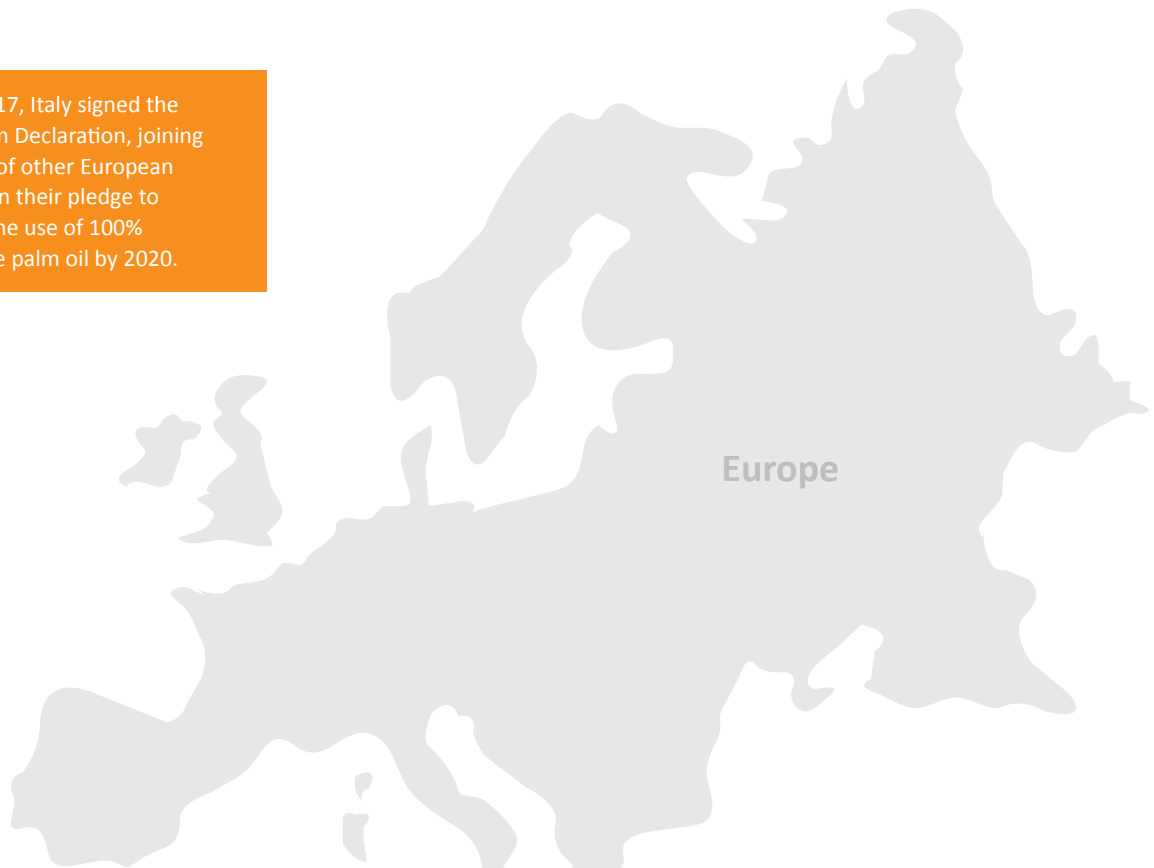 17, Italy signed the
Declaration, joining
of other European
their pledge to
use of 100%
palm oil by 2020.
Europe